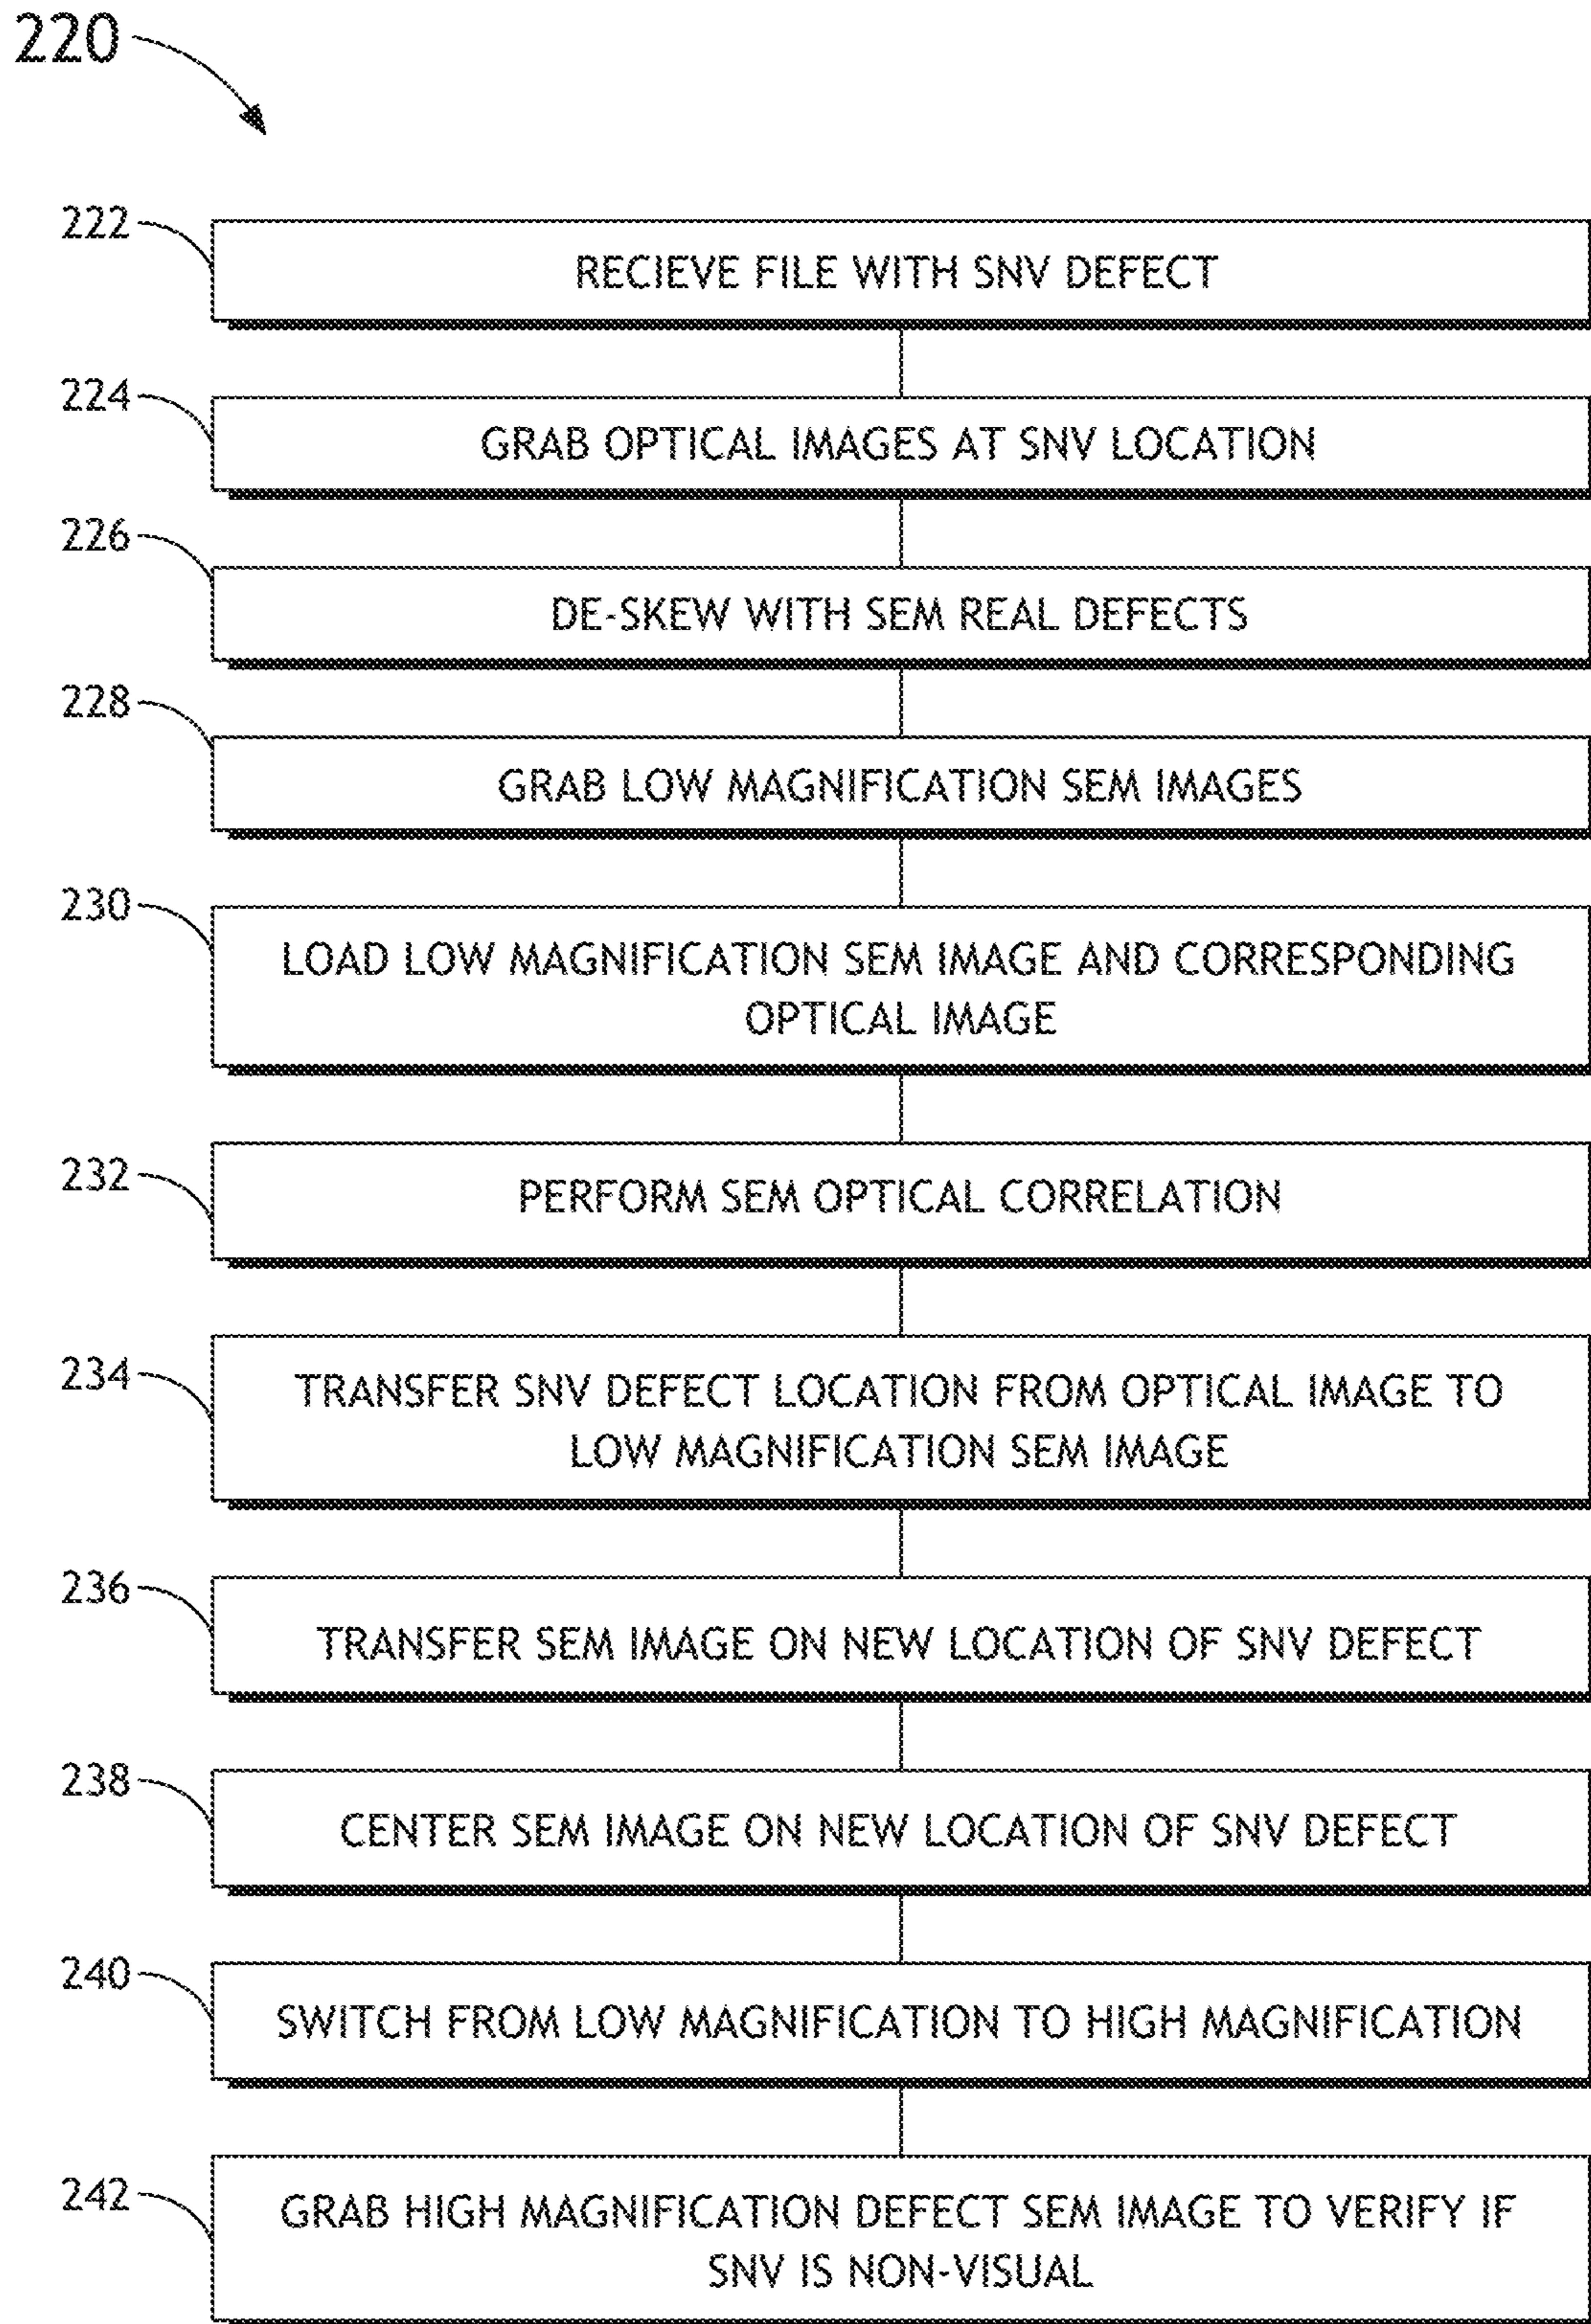 220
222
RECIEVE FILE WITH SNV DEFECT
224
GRAB OPTICAL IMAGES AT SNV LOCATION
226
DE-SKEW WITH SEM REAL DEFECTS
228
GRAB LOW MAGNIFICATION SEM IMAGES
230
LOAD LOW MAGNIFICATION SEM IMAGE AND CORRESPONDING
OPTICAL IMAGE
232
PERFORM SEM OPTICAL CORRELATION
234
TRANSFER SNV DEFECT LOCATION FROM OPTICAL IMAGE TO
LOW MAGNIFICATION SEM IMAGE
236
TRANSFER SEM IMAGE ON NEW LOCATION OF SNV DEFECT
238
CENTER SEM IMAGE ON NEW LOCATION OF SNV DEFECT
240
SWITCH FROM LOW MAGNIFICATION TO HIGH MAGNIFICATION
242
GRAB HIGH MAGNIFICATION DEFECT SEM IMAGE TO VERIFY IF
SNV IS NON-VISUAL